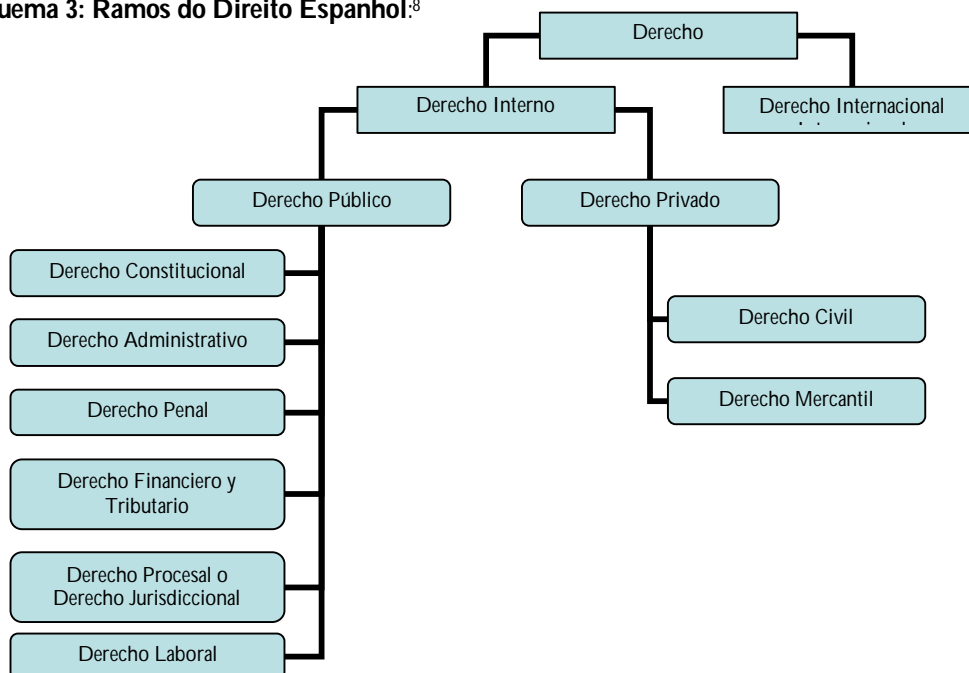 uema 3: Ramos do Direito Espanhol:8
Derecho
Derecho Interno
Derecho Internacional
Derecho Público
Derecho Privado
Derecho Constitucional
Derecho Administrativo
Derecho Penal
Derecho Financiero y
Tributario
Derecho Procesal o
Derecho Jurisdiccional
Derecho Laboral
Derecho Civil
Derecho Mercantil